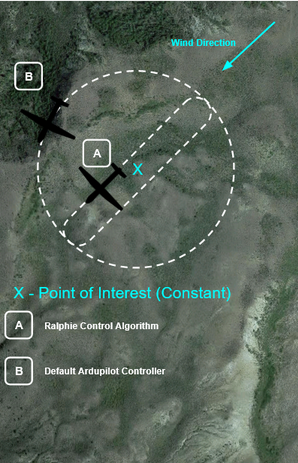 Wind Direction
B
A
X
X - Point of Interest (Constant)
A Ralphie Control Algorithm
B Default Ardupilot Controller